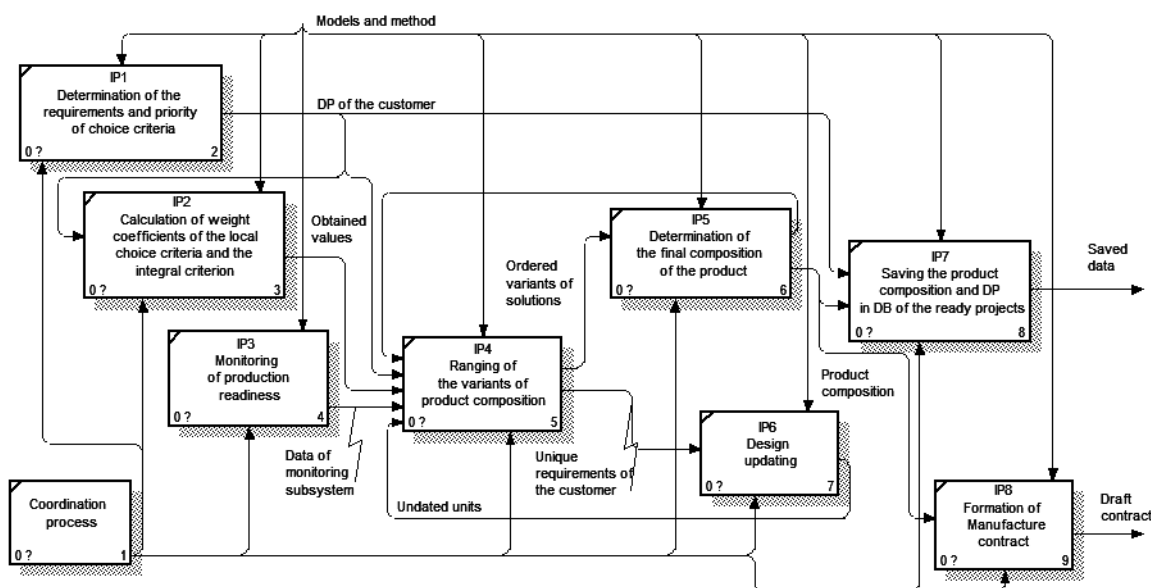 Models and method
IP1
Determination of the
requirements and priority
of choice criteria
0 ?
2
DP of the customer
IP2
Calculation of weight
coefficients of the local
choice criteria and the
integral criterion
0 ?
3
Obtained
values
IP3
Monitoring
of production
readiness
0 ?
4
Data of
monitoring
subsystem
IP4
Ranging of
the variants of
product composition
0 ?
5
Ordered
variants of
solutions
Unique
requirements of
the customer
Undated units
IP5
Determination of
the final composition
of the product
0 ?
6
IP6
Design
updating
0 ?
7
Product
composition
IP7
Saving the product
composition and DP
in DB of the ready projects
0 ?
8
Saved
data
IP8
Formation of
Manufacture
contract
0 ?
9
Draft
contract
Coordination
process
0 ?
1